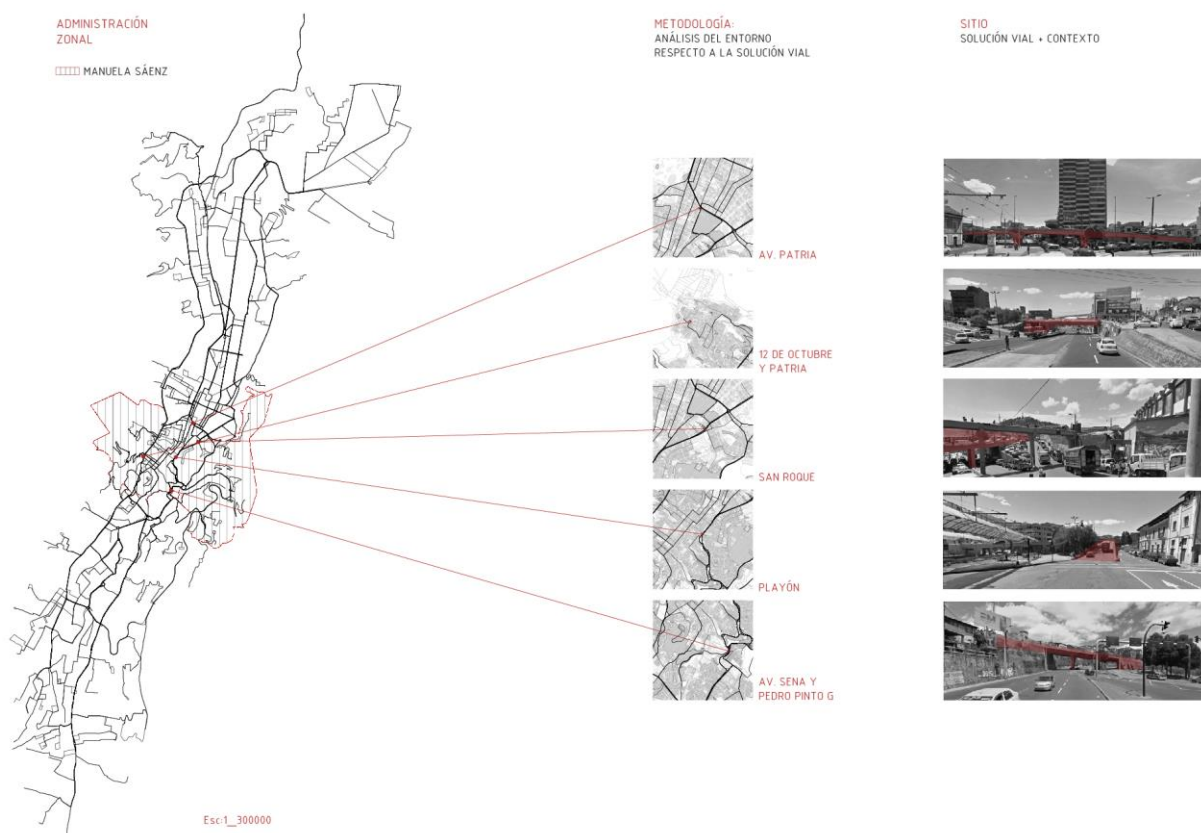 ADMINISTRACIÓN
ZONAL
MANUELA SÁENZ
METODOLOGÍA:
ANÁLISIS DEL ENTORNO
RESPECTO A LA SOLUCIÓN VIAL
SITIO
SOLUCIÓN VIAL + CONTEXTO
AV. PATRIA
12 DE OCTUBRE
Y PATRIA
SAN ROQUE
PLAYÓN
AV. SENA Y
PEDRO PINTO G
Esc:1_300000